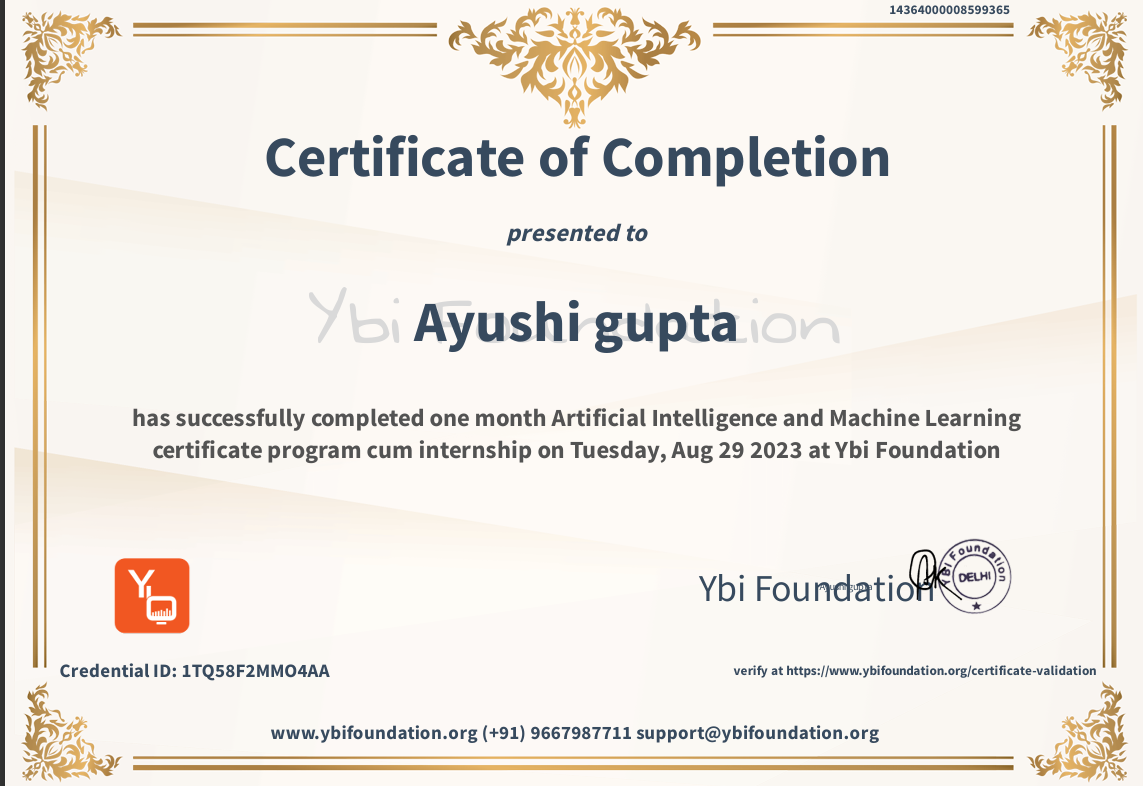 14364000008599365
Certificate of Completion
presented to
Ybi Foundation
Ayushi gupta
has successfully completed one month Artificial Intelligence and Machine Learning
certificate program cum internship on Tuesday, Aug 29 2023 at Ybi Foundation
Ybi Foundation
Ayushi gupta
Ybi Foundation
DELHI
Credential ID: 1TQ58F2MMO4AA
verify at https://www.ybifoundation.org/certificate-validation
www.ybifoundation.org (+91) 9667987711 support@ybifoundation.org